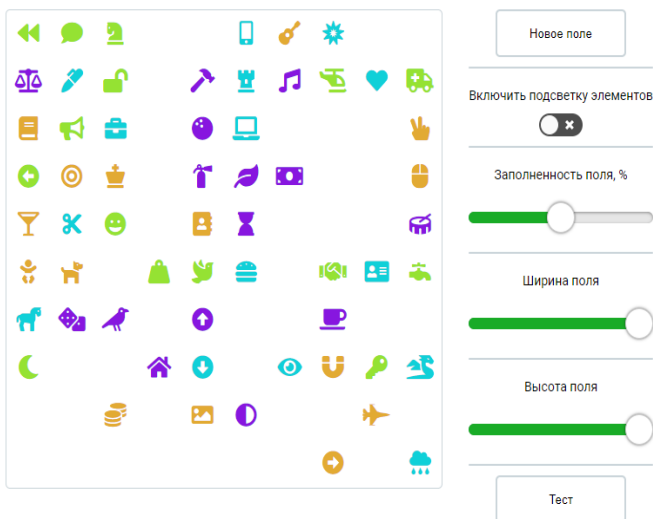 Новое поле
Включить подсветку элементов
Заполненность поля, %
Ширина поля
Высота поля
Тест